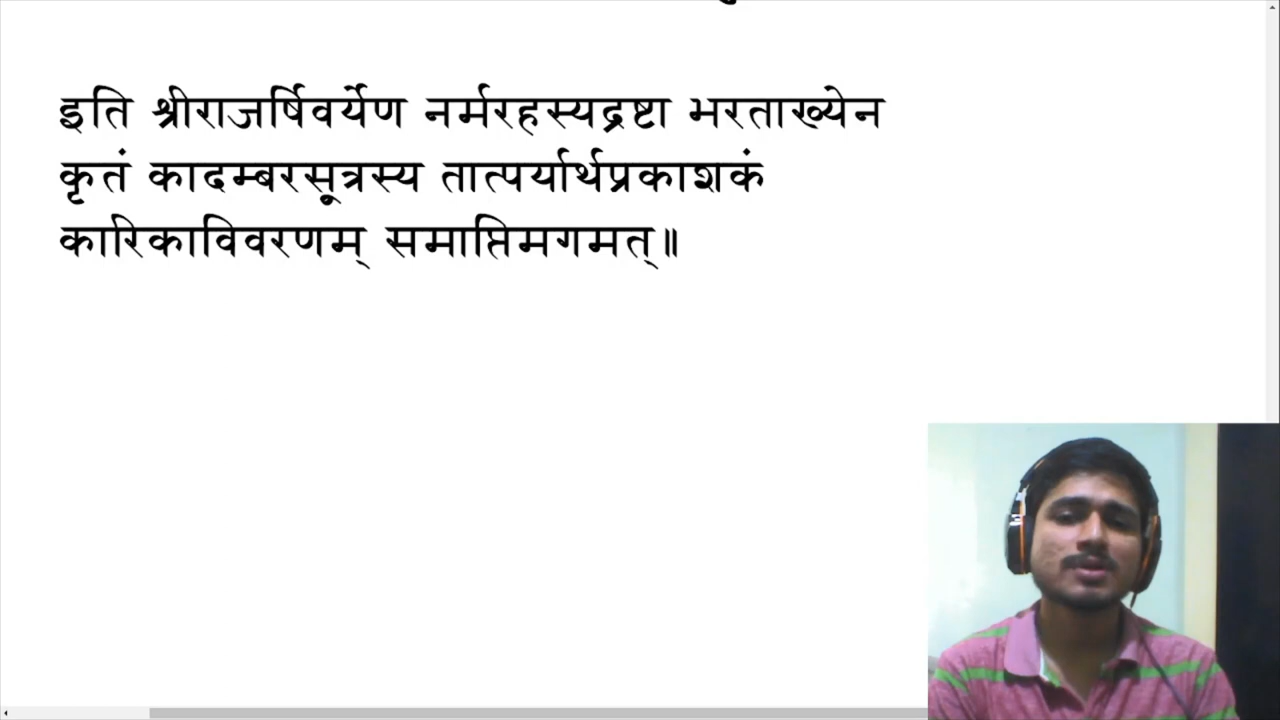 इति श्रीराजर्षिवर्येण नर्मरहस्यद्रष्टा भरताख्येन
कृतं कादम्बरसूत्रस्य तात्पर्यार्थप्रकाशकं
कारिकाविवरणम् समाप्तिमगमत्॥